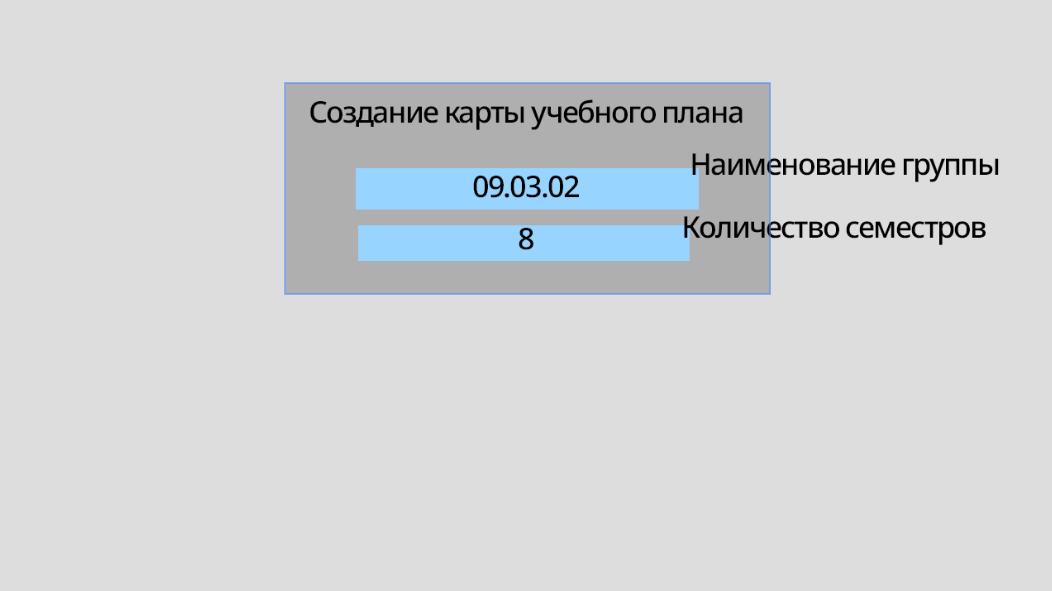 Создание карты учебного плана
Наименование группы
09.03.02
Количество семестров
8